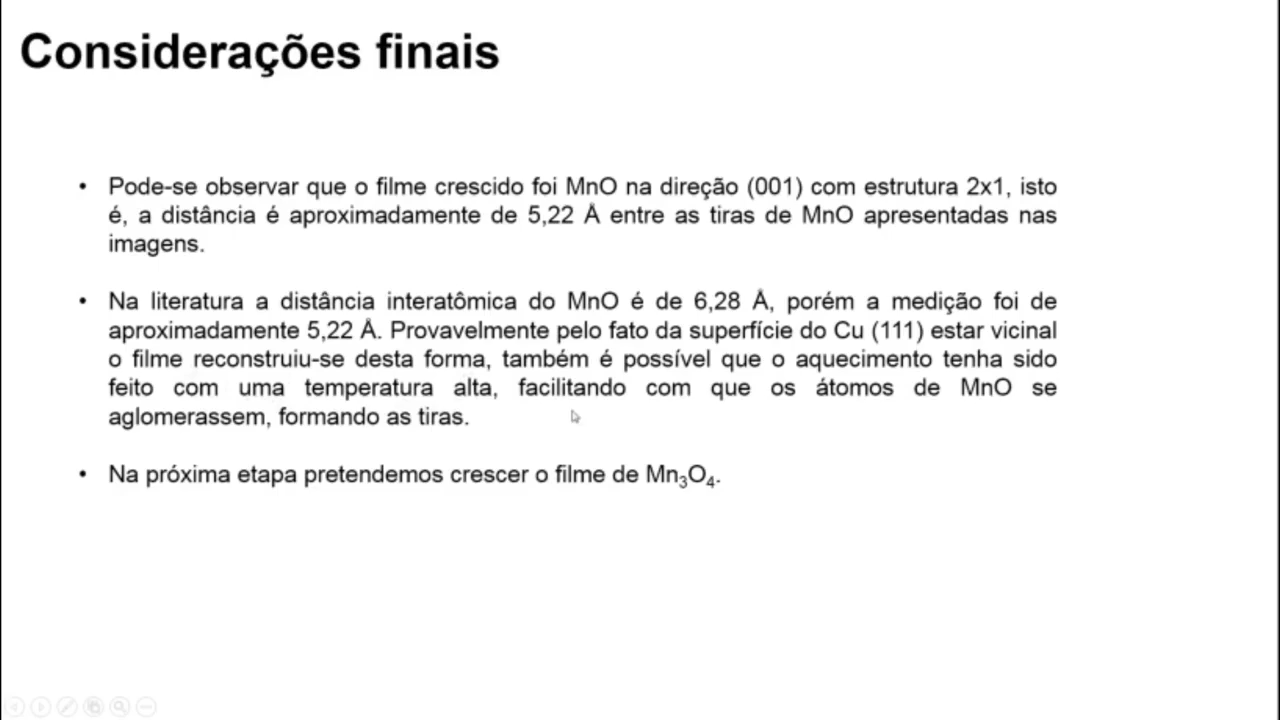 Considerações finais
• Pode-se observar que o filme crescido foi MnO na direção (001) com estrutura 2x1, isto
é, a distância é aproximadamente de 5,22 Å entre as tiras de MnO apresentadas nas
imagens.
• Na literatura a distância interatômica do MnO é de 6,28 Å, porém a medição foi de
aproximadamente 5,22 Å. Provavelmente pelo fato da superfície do Cu (111) estar vicinal
o filme reconstruiu-se desta forma, também é possível que o aquecimento tenha sido
feito com uma temperatura alta, facilitando com que os átomos de MnO se
aglomerassem, formando as tiras.
• Na próxima etapa pretendemos crescer o filme de Mn₃O₄.